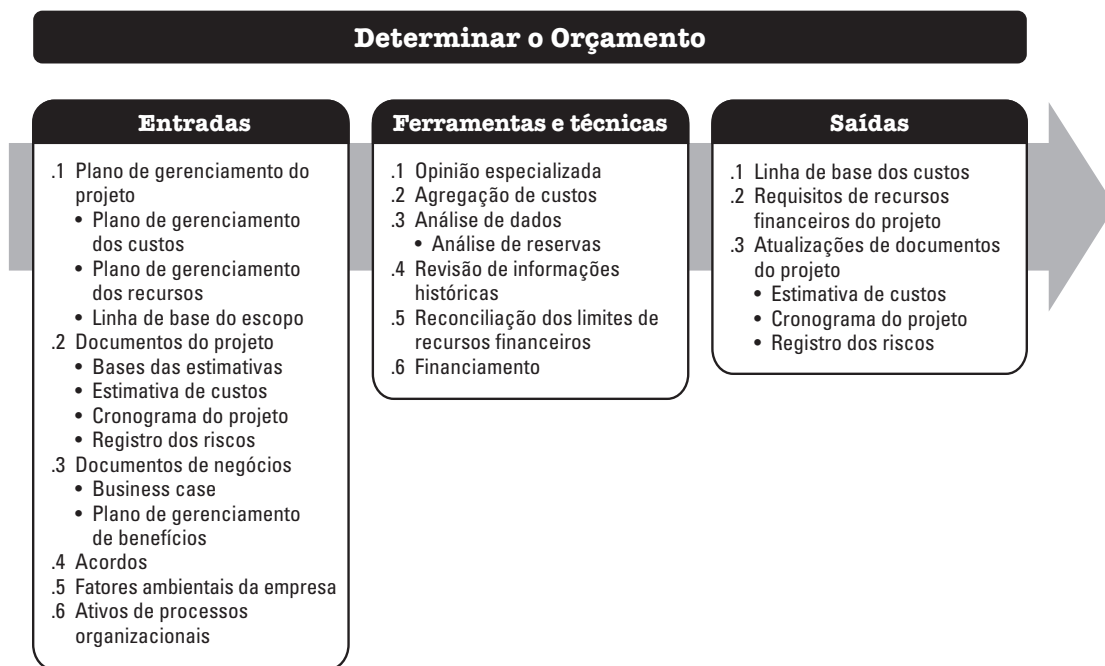 Determinar o Orçamento
Entradas
.1 Plano de gerenciamento do
projeto
• Plano de gerenciamento
dos custos
• Plano de gerenciamento
dos recursos
• Linha de base do escopo
.2 Documentos do projeto
• Bases das estimativas
• Estimativa de custos
• Cronograma do projeto
• Registro dos riscos
.3 Documentos de negócios
• Business case
• Plano de gerenciamento
de benefícios
.4 Acordos
.5 Fatores ambientais da empresa
.6 Ativos de processos
organizacionais
Ferramentas e técnicas
.1 Opinião especializada
.2 Agregação de custos
.3 Análise de dados
• Análise de reservas
.4 Revisão de informações
históricas
.5 Reconciliação dos limites de
recursos financeiros
.6 Financiamento
Saídas
.1 Linha de base dos custos
.2 Requisitos de recursos
financeiros do projeto
.3 Atualizações de documentos
do projeto
• Estimativa de custos
• Cronograma do projeto
• Registro dos riscos